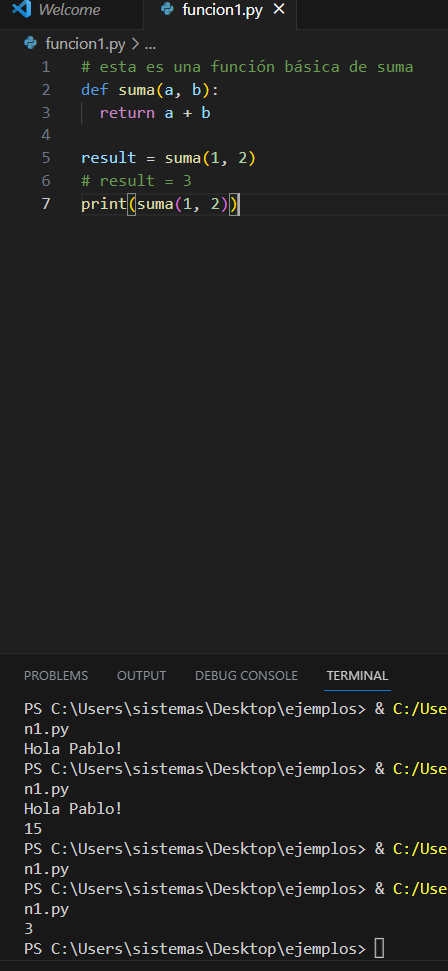 Welcome
funcion1.py ×
funcion1.py > ...
1 # esta es una función básica de suma
2 def suma(a, b):
3 return a + b
4
5 result = suma(1, 2)
6 # result = 3
7 print(suma(1, 2))
PROBLEMS OUTPUT DEBUG CONSOLE TERMINAL
PS C:\Users\sistemas\Desktop\ejemplos> & C:/Use
n1.py
Hola Pablo!
PS C:\Users\sistemas\Desktop\ejemplos> & C:/Use
n1.py
Hola Pablo!
15
PS C:\Users\sistemas\Desktop\ejemplos> & C:/Use
n1.py
PS C:\Users\sistemas\Desktop\ejemplos> & C:/Use
n1.py
3
PS C:\Users\sistemas\Desktop\ejemplos>